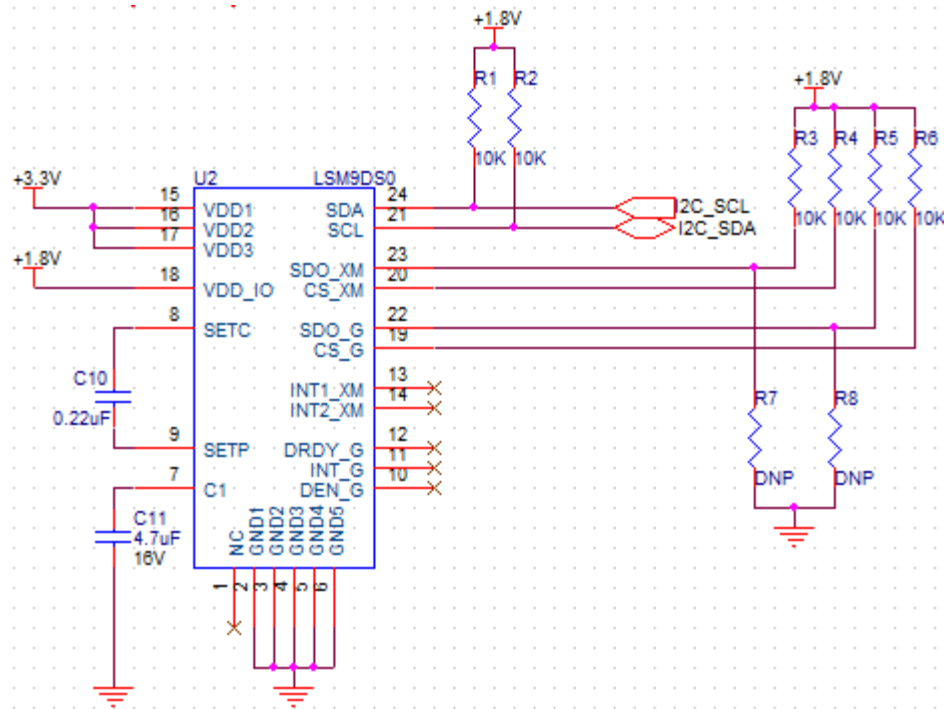 +1.8V
R1 R2
10K 10K
+1.8V
R3 R4 R5 R6
10K 10K 10K 10K
U2 LSM9DS0
+3.3V
15 VDD1
16 VDD2
17 VDD3
+1.8V
18 VDD_IO
8 SETC
C10
0.22uF
9 SETP
7 C1
C11
4.7uF
16V
SDA 24
SCL 21
I2C_SCL
I2C_SDA
SDO_XM 23
CS_XM 20
SDO_G 22
CS_G 19
INT1_XM 13
INT2_XM 14
DRDY_G 12
INT_G 11
DEN_G 10
R7 R8
DNP DNP
NC GND1 GND2 GND3 GND4 GND5
1 2 3 4 5 6